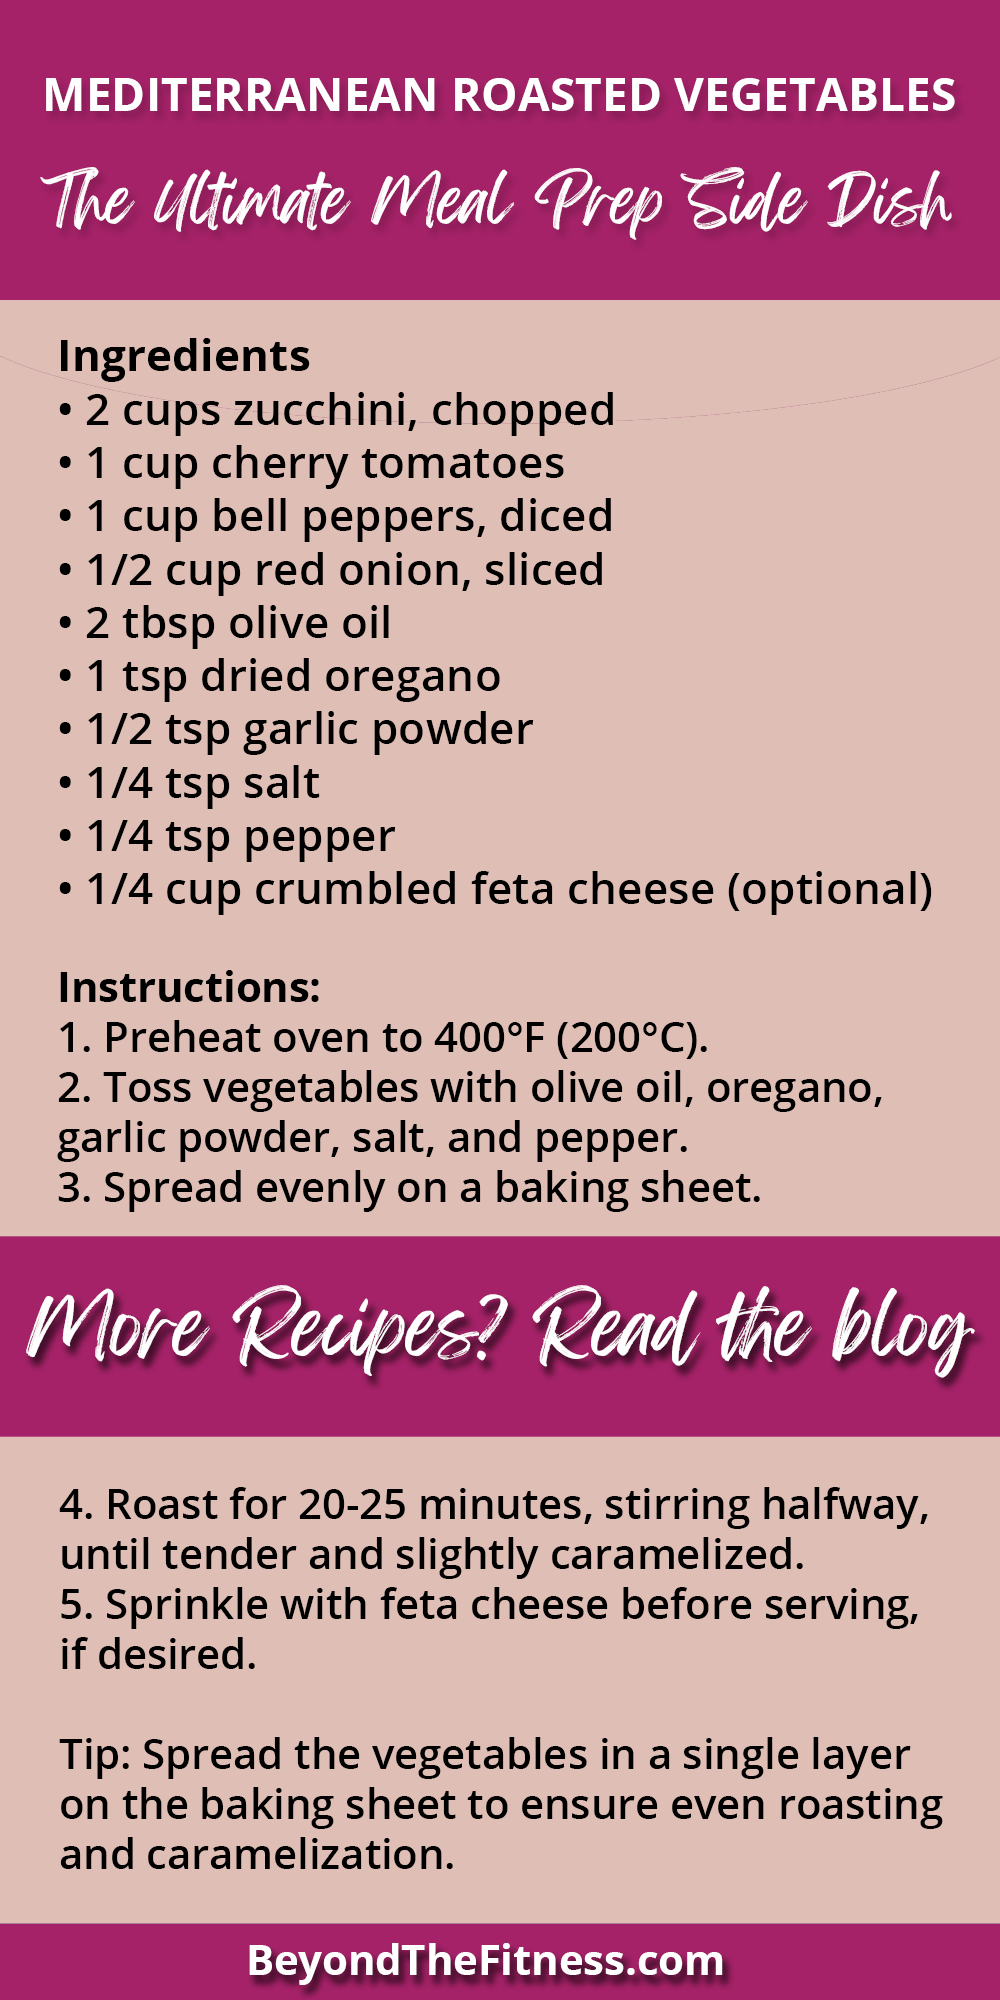 MEDITERRANEAN ROASTED VEGETABLES
The Ultimate Meal Prep Side Dish
Ingredients
• 2 cups zucchini, chopped
• 1 cup cherry tomatoes
• 1 cup bell peppers, diced
• 1/2 cup red onion, sliced
• 2 tbsp olive oil
• 1 tsp dried oregano
• 1/2 tsp garlic powder
• 1/4 tsp salt
• 1/4 tsp pepper
• 1/4 cup crumbled feta cheese (optional)
Instructions:
1. Preheat oven to 400°F (200°C).
2. Toss vegetables with olive oil, oregano,
garlic powder, salt, and pepper.
3. Spread evenly on a baking sheet.
More Recipes? Read the blog
4. Roast for 20-25 minutes, stirring halfway,
until tender and slightly caramelized.
5. Sprinkle with feta cheese before serving,
if desired.
Tip: Spread the vegetables in a single layer
on the baking sheet to ensure even roasting
and caramelization.
BeyondTheFitness.com